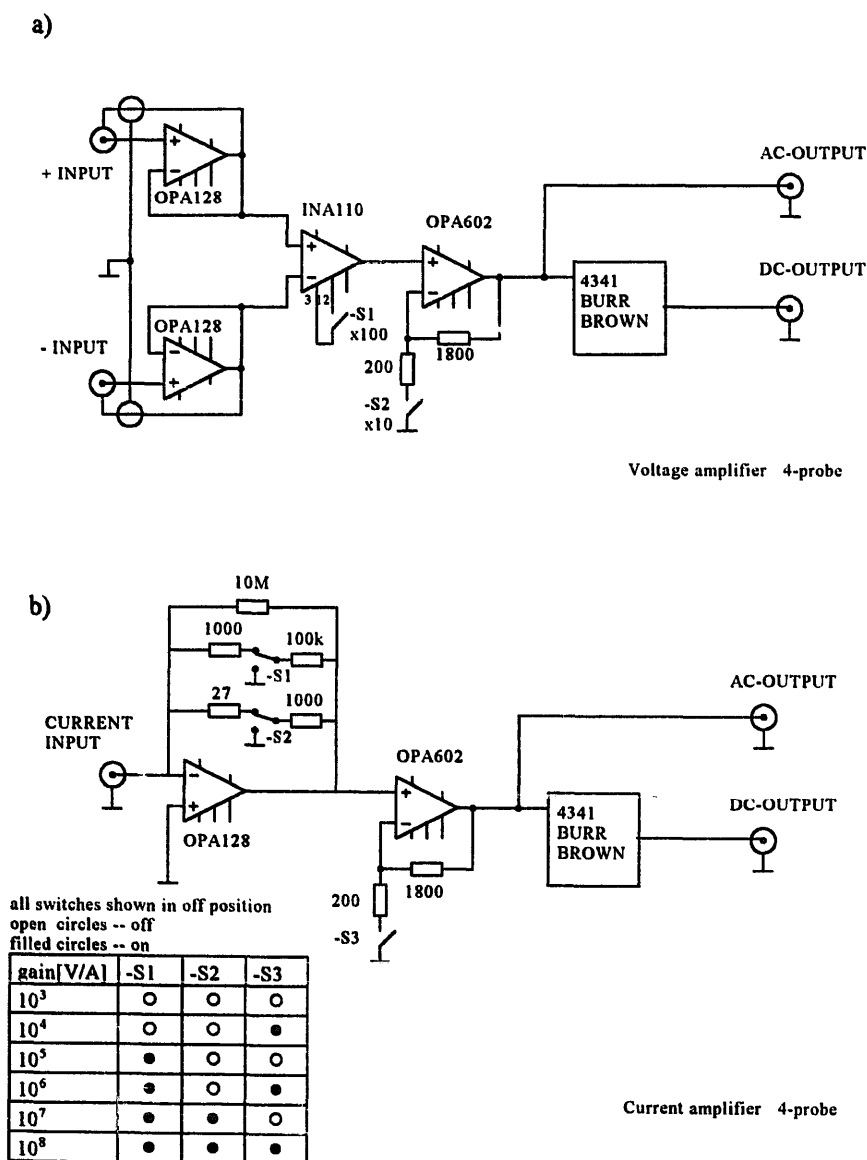 a)
AC-OUTPUT
+ INPUT
OPA128
INA110
OPA602
DC-OUTPUT
+
−
+
−
+
−
3 12
-S1
x100
4341
BURR
BROWN
OPA128
- INPUT
−
+
1800
200
-S2
x10
Voltage amplifier 4-probe
b)
10M
1000
100k
-S1
27
1000
-S2
CURRENT
INPUT
AC-OUTPUT
OPA602
−
+
OPA128
+
−
4341
BURR
BROWN
DC-OUTPUT
1800
200
-S3
all switches shown in off position
open circles -- off
filled circles -- on
gain[V/A] -S1 -S2 -S3
10³ ○ ○ ○
10⁴ ○ ○ ●
10⁵ ● ○ ○
10⁶ ● ○ ●
10⁷ ● ● ○
10⁸ ● ● ●
Current amplifier 4-probe